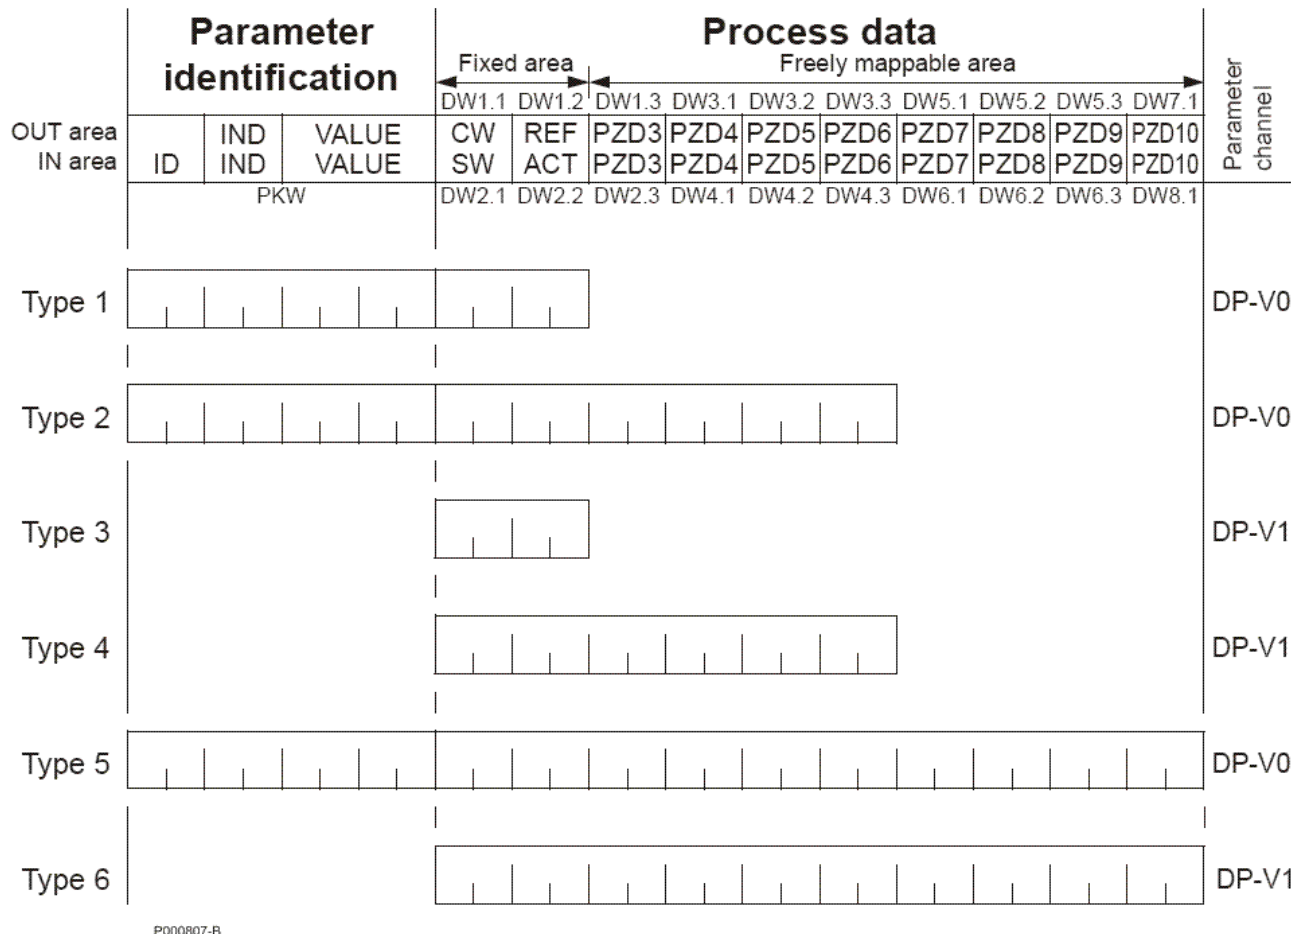 Parameter identification
Process data
Fixed area Freely mappable area
DW1.1 DW1.2 DW1.3 DW3.1 DW3.2 DW3.3 DW5.1 DW5.2 DW5.3 DW7.1
OUT area IND VALUE CW REF PZD3 PZD4 PZD5 PZD6 PZD7 PZD8 PZD9 PZD10
IN area ID IND VALUE SW ACT PZD3 PZD4 PZD5 PZD6 PZD7 PZD8 PZD9 PZD10
PKW DW2.1 DW2.2 DW2.3 DW4.1 DW4.2 DW4.3 DW6.1 DW6.2 DW6.3 DW8.1
Parameter channel
Type 1 DP-V0
Type 2 DP-V0
Type 3 DP-V1
Type 4 DP-V1
Type 5 DP-V0
Type 6 DP-V1
P000807-B